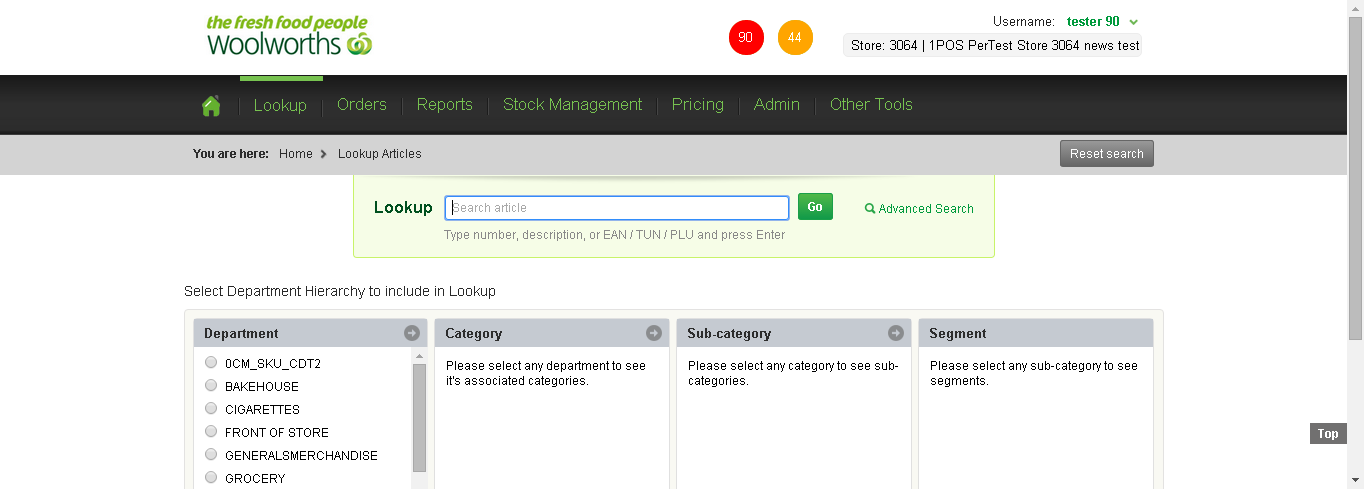 the fresh food people
Woolworths
90
44
Username: tester 90
Store: 3064 | 1POS PerTest Store 3064 news test
Lookup Orders Reports Stock Management Pricing Admin Other Tools
You are here: Home Lookup Articles
Reset search
Lookup Search article Go Advanced Search
Type number, description, or EAN / TUN / PLU and press Enter
Select Department Hierarchy to include in Lookup
Department Category Sub-category Segment
0CM_SKU_CDT2
BAKEHOUSE
CIGARETTES
FRONT OF STORE
GENERALSMERCHANDISE
GROCERY
Please select any department to see
it's associated categories.
Please select any category to see sub-
categories.
Please select any sub-category to see
segments.
Top